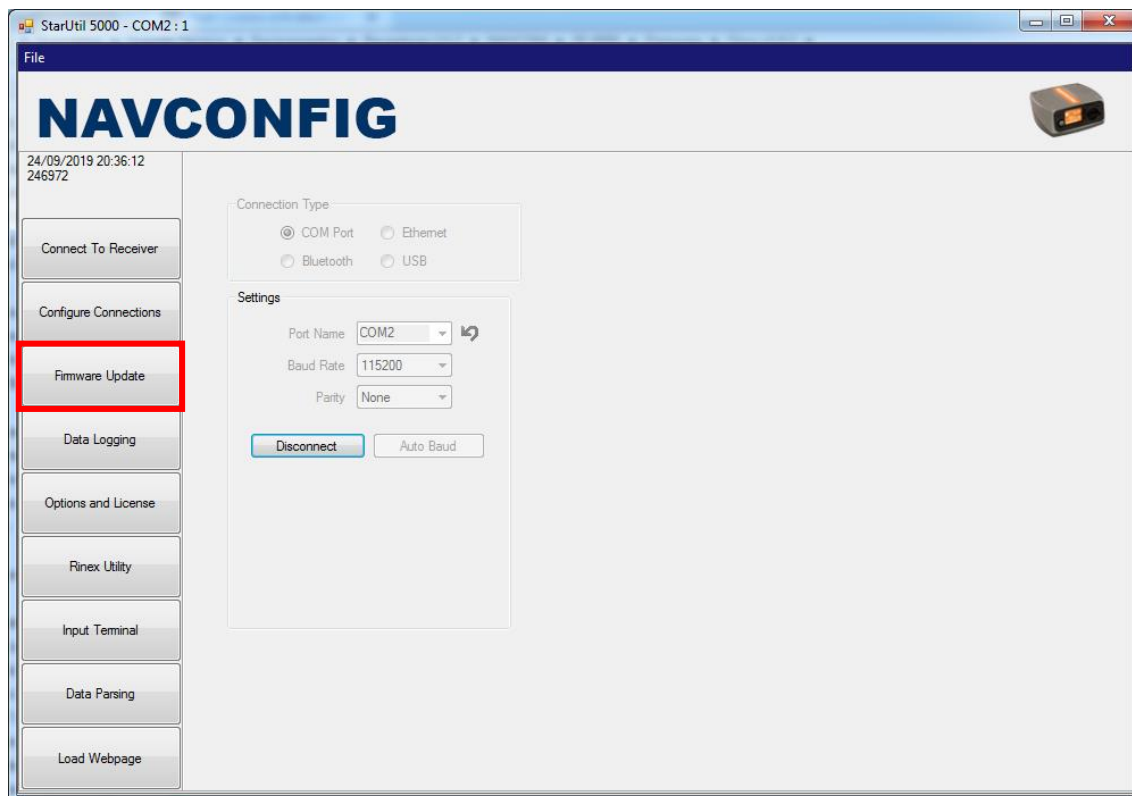 StarUtil 5000 - COM2 : 1
File
NAVCONFIG
24/09/2019 20:36:12
246972
Connect To Receiver
Configure Connections
Firmware Update
Data Logging
Options and License
Rinex Utility
Input Terminal
Data Parsing
Load Webpage
Connection Type
COM Port Ethernet
Bluetooth USB
Settings
Port Name COM2
Baud Rate 115200
Parity None
Disconnect Auto Baud